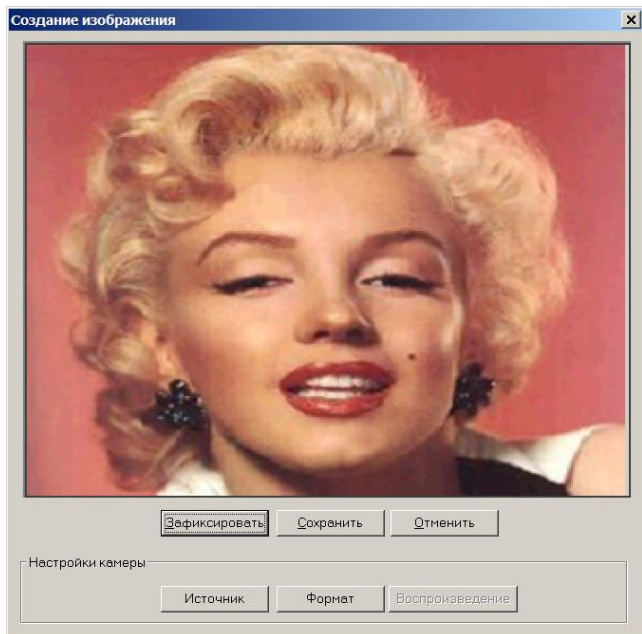 Создание изображения
Зафиксировать Сохранить Отменить
Настройки камеры
Источник Формат Воспроизведение